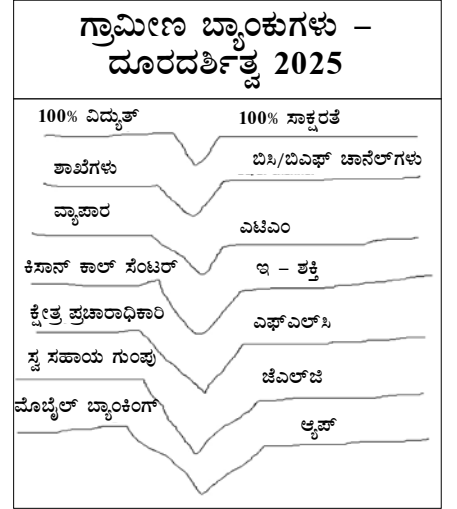 ಗ್ರಾಮೀಣ ಬ್ಯಾಂಕುಗಳು –
ದೂರದರ್ಶಿತ್ವ 2025
100% ವಿದ್ಯುತ್ 100% ಸಾಕ್ಷರತೆ
ಶಾಖೆಗಳು ಬಿಸಿ/ಬಿಎಫ್ ಚಾನೆಲ್‌ಗಳು
ವ್ಯಾಪಾರ ಎಟಿಎಂ
ಕಿಸಾನ್ ಕಾಲ್ ಸೆಂಟರ್ ಇ – ಶಕ್ತಿ
ಕ್ಷೇತ್ರ ಪ್ರಚಾರಾಧಿಕಾರಿ ಎಫ್‌ಎಲ್‌ಸಿ
ಸ್ವ ಸಹಾಯ ಗುಂಪು ಜೆಎಲ್‌ಜಿ
ಮೊಬೈಲ್ ಬ್ಯಾಂಕಿಂಗ್ ಆ್ಯಪ್